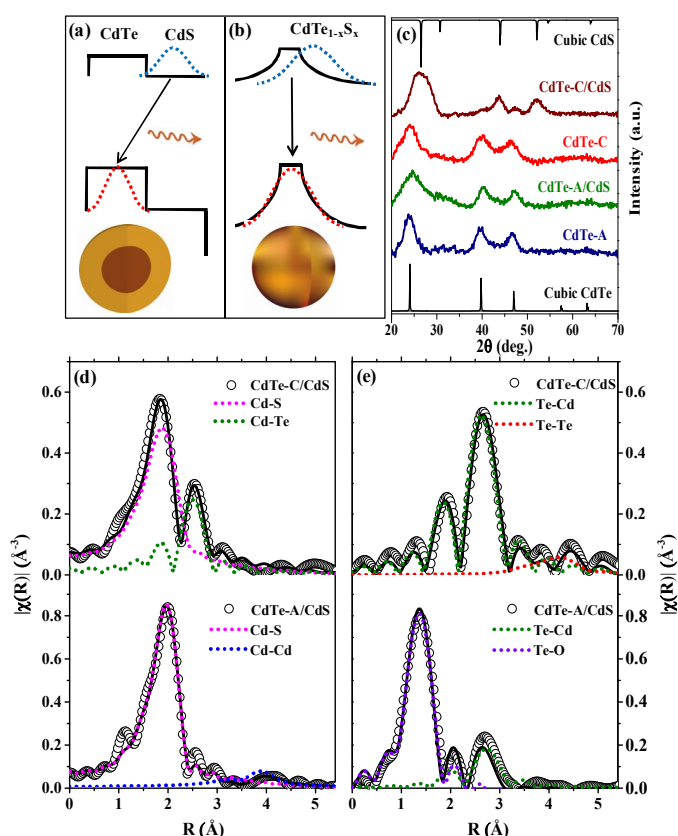 (a) CdTe CdS
(b) CdTe1-xSx
(c)
Cubic CdS
CdTe-C/CdS
CdTe-C
CdTe-A/CdS
CdTe-A
Cubic CdTe
20 30 40 50 60 70
2θ (deg.)
Intensity (a.u.)
(d)
CdTe-C/CdS
Cd-S
Cd-Te
0.6
0.4
0.2
0.0
CdTe-A/CdS
Cd-S
Cd-Cd
0.8
0.6
0.4
0.2
0.0
0 1 2 3 4 5
R (Å)
|χ(R)| (Å-3)
(e)
CdTe-C/CdS
Te-Cd
Te-Te
0.6
0.4
0.2
0.0
CdTe-A/CdS
Te-Cd
Te-O
0.8
0.6
0.4
0.2
0.0
0 1 2 3 4 5
R (Å)
|χ(R)| (Å-3)